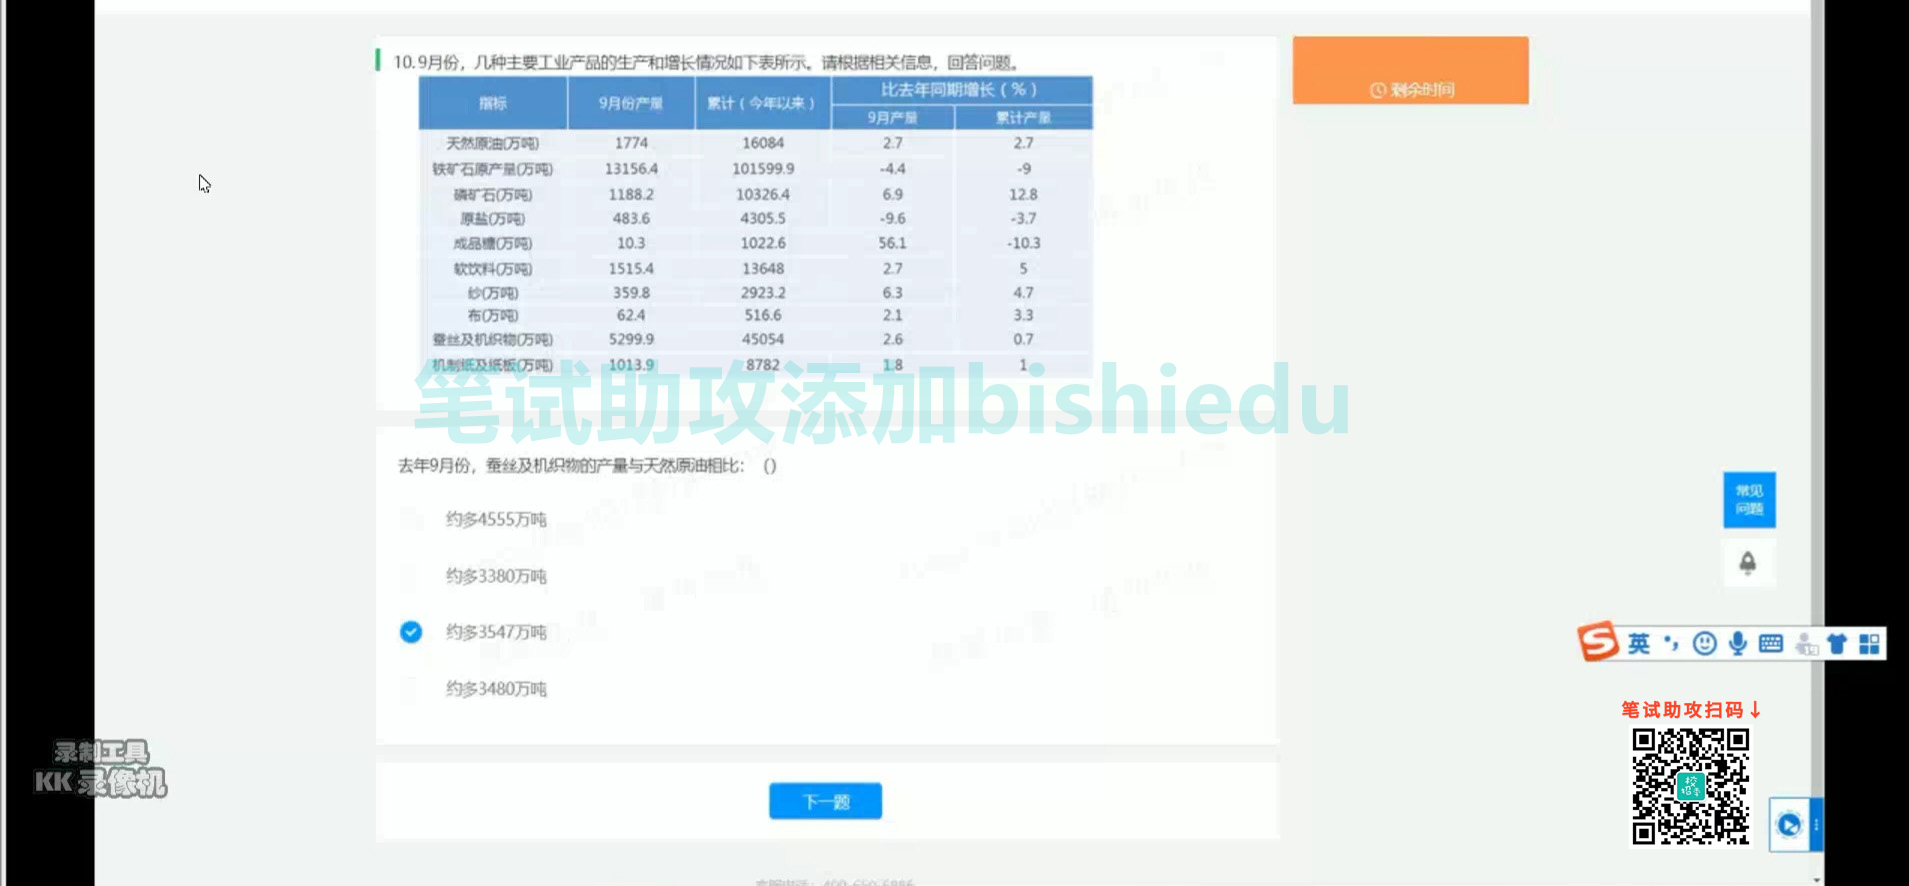 10. 9月份，几种主要工业产品的生产和增长情况如下表所示。请根据相关信息，回答问题。
剩余时间
指标 9月份产量 累计（今年以来） 比去年同期增长（%）
9月产量 累计产量
天然原油(万吨) 1774 16084 2.7 2.7
铁矿石原产量(万吨) 13156.4 101599.9 -4.4 -9
磷矿石(万吨) 1188.2 10326.4 6.9 12.8
原盐(万吨) 483.6 4305.5 -9.6 -3.7
成品糖(万吨) 10.3 1022.6 56.1 -10.3
软饮料(万吨) 1515.4 13648 2.7 5
纱(万吨) 359.8 2923.2 6.3 4.7
布(万吨) 62.4 516.6 2.1 3.3
蚕丝及机织物(万吨) 5299.9 45054 2.6 0.7
机制纸及纸板(万吨) 1013.9 8782 1.8 1
笔试助攻添加bishiedu
去年9月份，蚕丝及机织物的产量与天然原油相比： ()
约多4555万吨
约多3380万吨
约多3547万吨
约多3480万吨
下一题
常见
问题
英
笔试助攻扫码↓
录制工具
KK 录像机